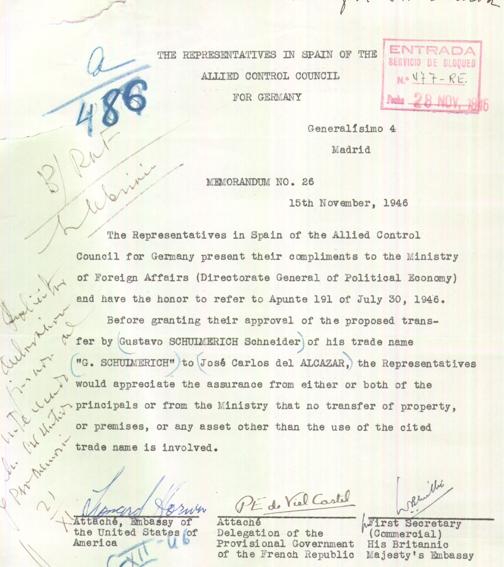 a
486
THE REPRESENTATIVES IN SPAIN OF THE
ALLIED CONTROL COUNCIL
FOR GERMANY
ENTRADA
SERVICIO DE BLOQUEO
N.º 477-RE.
Fecha 28 NOV. 1946
Generalísimo 4
Madrid
MEMORANDUM NO. 26
15th November, 1946
The Representatives in Spain of the Allied Control
Council for Germany present their compliments to the Ministry
of Foreign Affairs (Directorate General of Political Economy)
and have the honor to refer to Apunte 191 of July 30, 1946.
Before granting their approval of the proposed trans-
fer by (Gustavo SCHULMERICH Schneider) of his trade name
"G. SCHULMERICH") to (José Carlos del ALCAZAR,) the Representatives
would appreciate the assurance from either or both of the
principals or from the Ministry that no transfer of property,
or premises, or any asset other than the use of the cited
trade name is involved.
P.E. de Viel Castel
Attaché, Embassy of
the United States of
America
Attaché
Delegation of the
Provisional Government
of the French Republic
First Secretary
(Commercial)
His Britannic
Majesty's Embassy
21
XI
XII
46